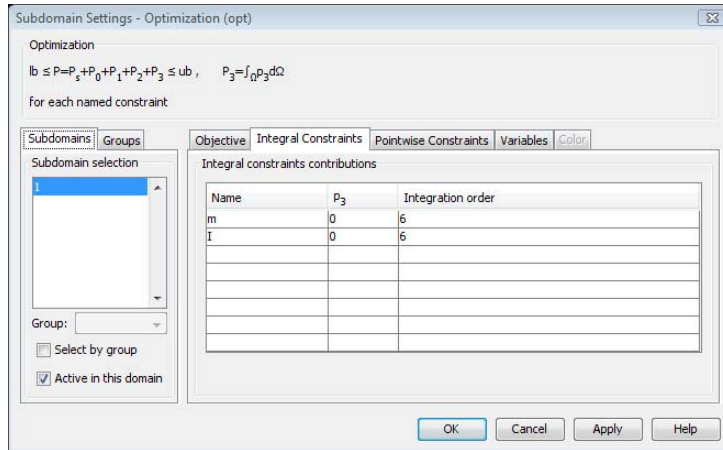 Subdomain Settings - Optimization (opt)
Optimization
lb ≤ P=Pₛ+P₀+P₁+P₂+P₃ ≤ ub , P₃=∫Ωp₃dΩ
for each named constraint
Subdomains Groups
Subdomain selection
1
Group:
Select by group
Active in this domain
Objective Integral Constraints Pointwise Constraints Variables Color
Integral constraints contributions
Name P₃ Integration order
m 0 6
I 0 6
OK Cancel Apply Help